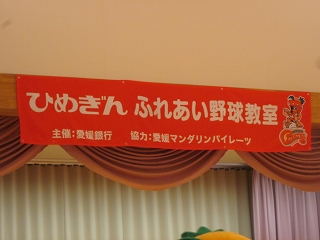 ひめぎん ふれあい野球教室
主催：愛媛銀行　協力：愛媛マンダリンパイレーツ